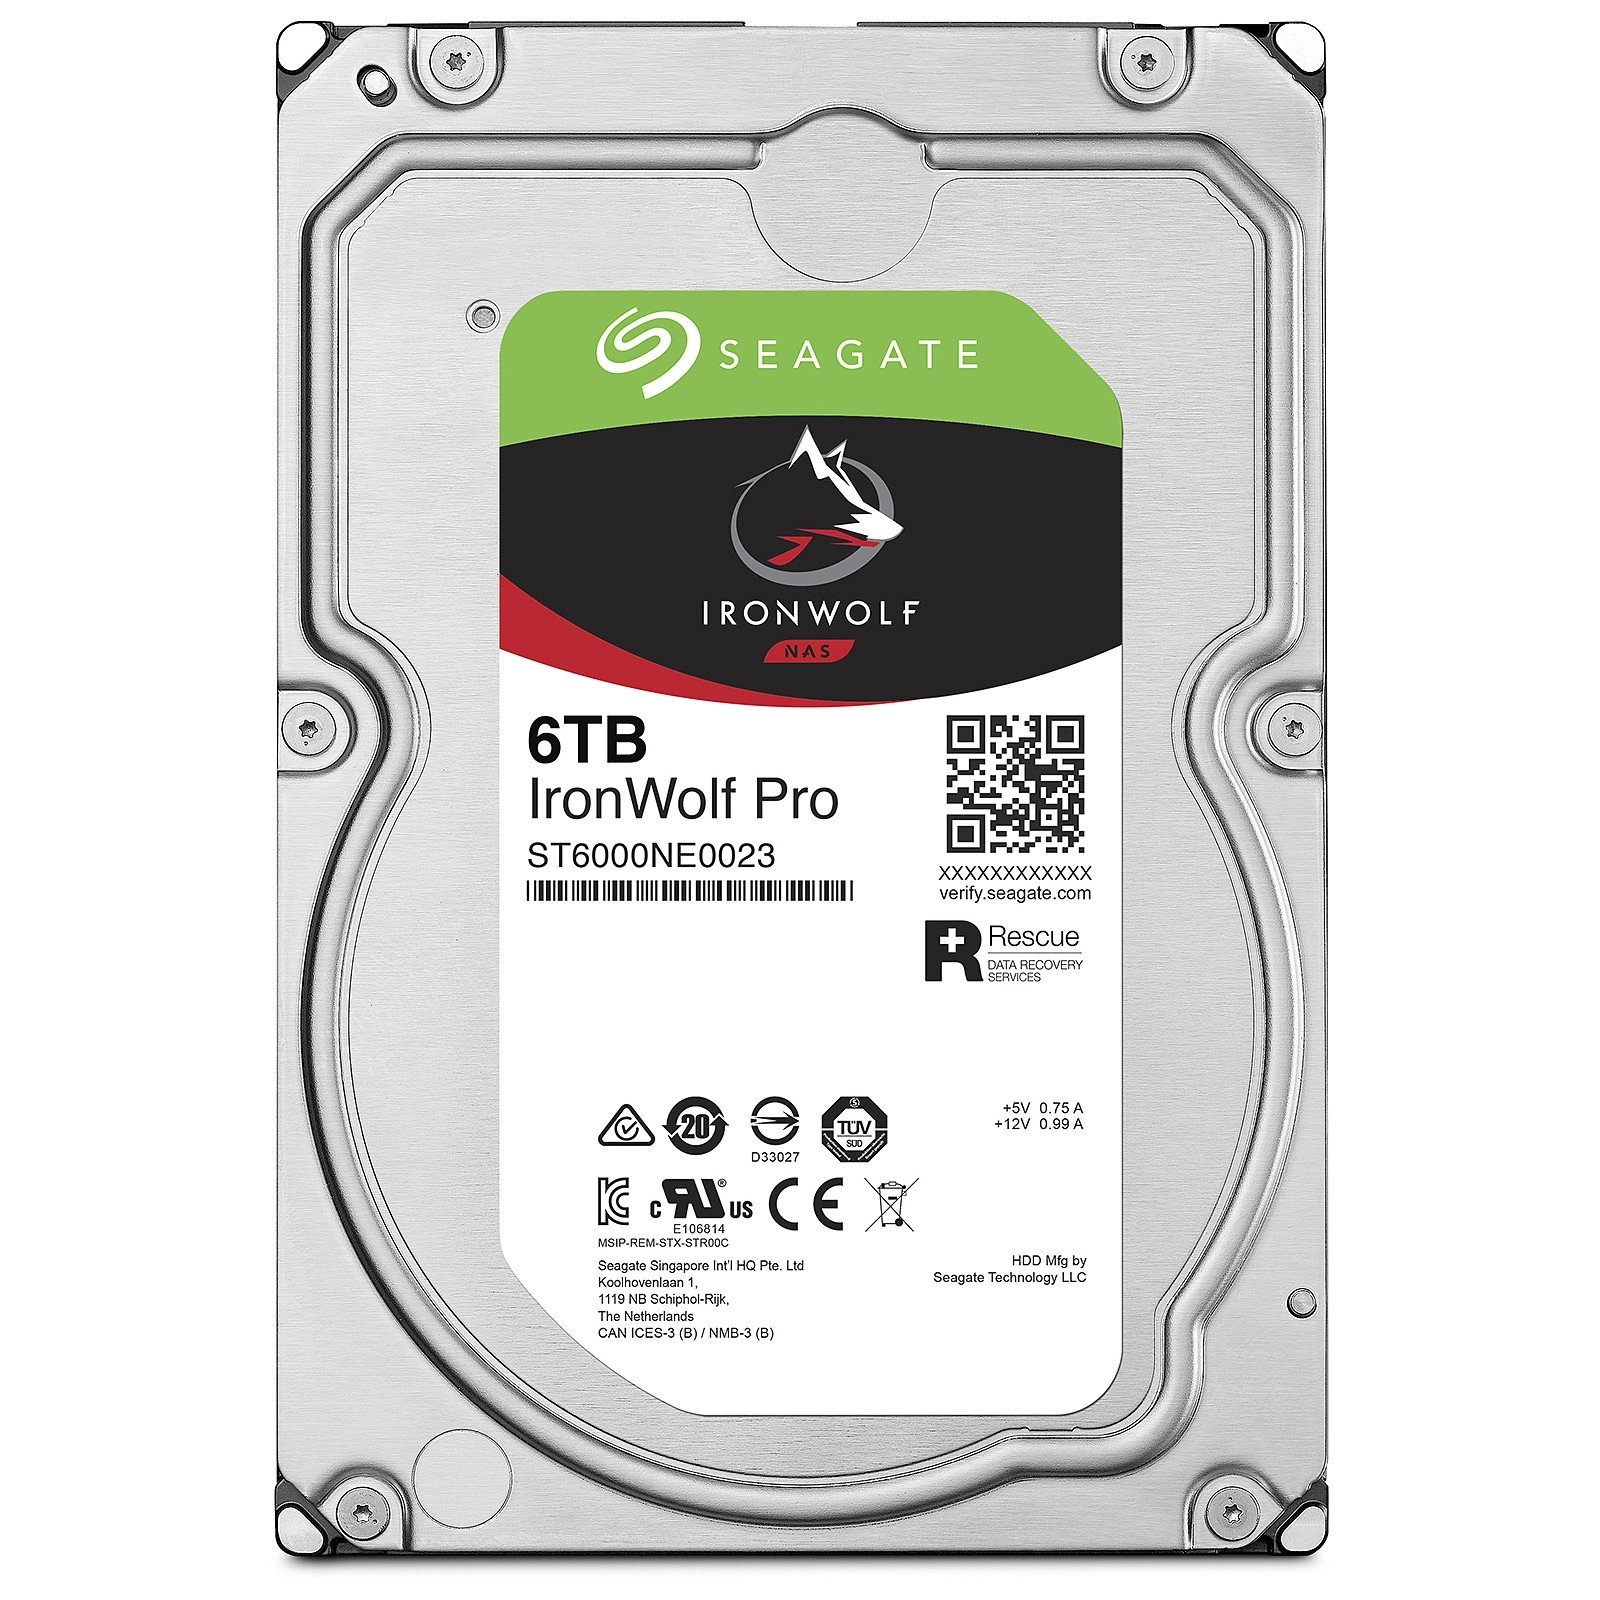 SEAGATE
IRONWOLF
NAS
6TB
IronWolf Pro
ST6000NE0023
XXXXXXXXXXXX
verify.seagate.com
R Rescue
DATA RECOVERY
SERVICES
20
D33027
S
TÜV
SÜD
+5V 0.75 A
+12V 0.99 A
c RU ® US
E106814
CE
MSIP-REM-STX-STR00C
Seagate Singapore Int'l HQ Pte. Ltd
Koolhovenlaan 1,
1119 NB Schiphol-Rijk,
The Netherlands
CAN ICES-3 (B) / NMB-3 (B)
HDD Mfg by
Seagate Technology LLC